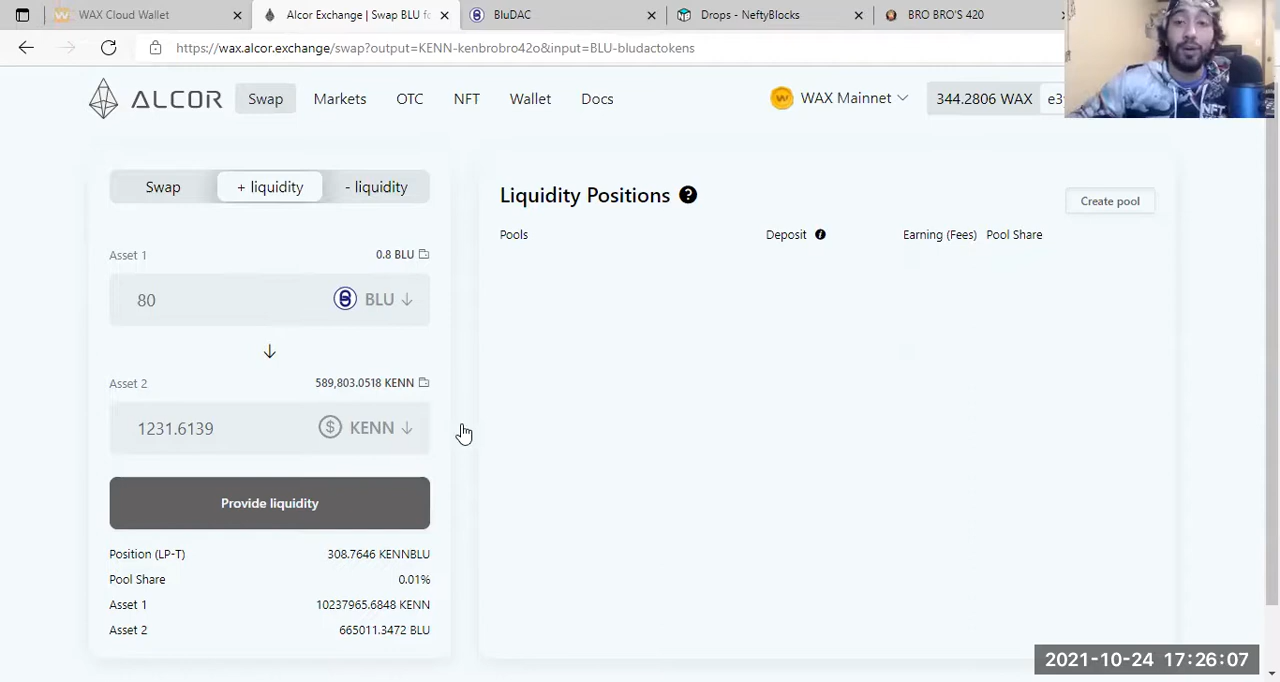 WAX Cloud Wallet
Alcor Exchange | Swap BLU fo
BluDAC
Drops - NeftyBlocks
BRO BRO'S 420
https://wax.alcor.exchange/swap?output=KENN-kenbrobro42o&input=BLU-bludactokens
ALCOR
Swap
Markets
OTC
NFT
Wallet
Docs
WAX Mainnet
344.2806 WAX
Swap
+ liquidity
- liquidity
Asset 1
0.8 BLU
80
BLU
Asset 2
589,803.0518 KENN
1231.6139
KENN
Provide liquidity
Position (LP-T)
308.7646 KENNBLU
Pool Share
0.01%
Asset 1
10237965.6848 KENN
Asset 2
665011.3472 BLU
Liquidity Positions
Create pool
Pools
Deposit
Earning (Fees)
Pool Share
2021-10-24 17:26:07